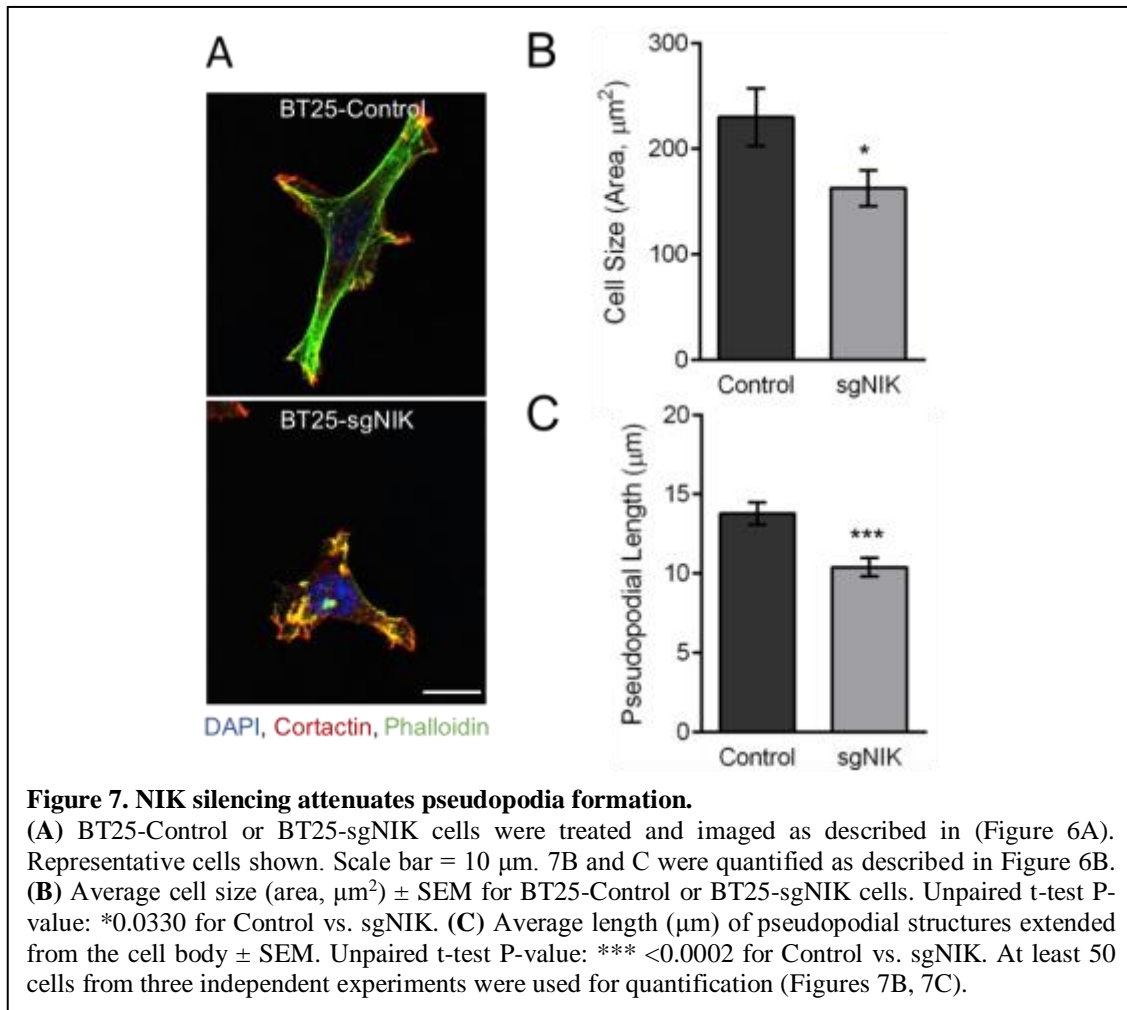 A
BT25-Control
BT25-sgNIK
DAPI, Cortactin, Phalloidin
B
Cell Size (Area, μm²)
300
200
100
0
*
Control
sgNIK
C
Pseudopodial Length (μm)
20
15
10
5
0
***
Control
sgNIK
Figure 7. NIK silencing attenuates pseudopodia formation.
(A) BT25-Control or BT25-sgNIK cells were treated and imaged as described in (Figure 6A).
Representative cells shown. Scale bar = 10 μm. 7B and C were quantified as described in Figure 6B.
(B) Average cell size (area, μm²) ± SEM for BT25-Control or BT25-sgNIK cells. Unpaired t-test P-
value: *0.0330 for Control vs. sgNIK. (C) Average length (μm) of pseudopodial structures extended
from the cell body ± SEM. Unpaired t-test P-value: *** <0.0002 for Control vs. sgNIK. At least 50
cells from three independent experiments were used for quantification (Figures 7B, 7C).